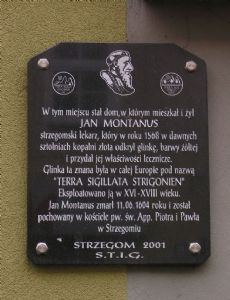 W tym miejscu stał dom, w którym mieszkał i żył
JAN MONTANUS
strzegomski lekarz, który w roku 1568 w dawnych
sztolniach kopalni złota odkrył glinkę, barwy żółtej
i przydał jej właściwości lecznicze.
Glinka ta znana była w całej Europie pod nazwą
"TERRA SIGILLATA STRIGONIEN"
Eksploatowano ją w XVI-XVIII wieku.
Jan Montanus zmarł 11.06.1604 roku i został
pochowany w kościele pw. św. App. Piotra i Pawła
w Strzegomiu
STRZEGOM 2001
S.T.I.G.